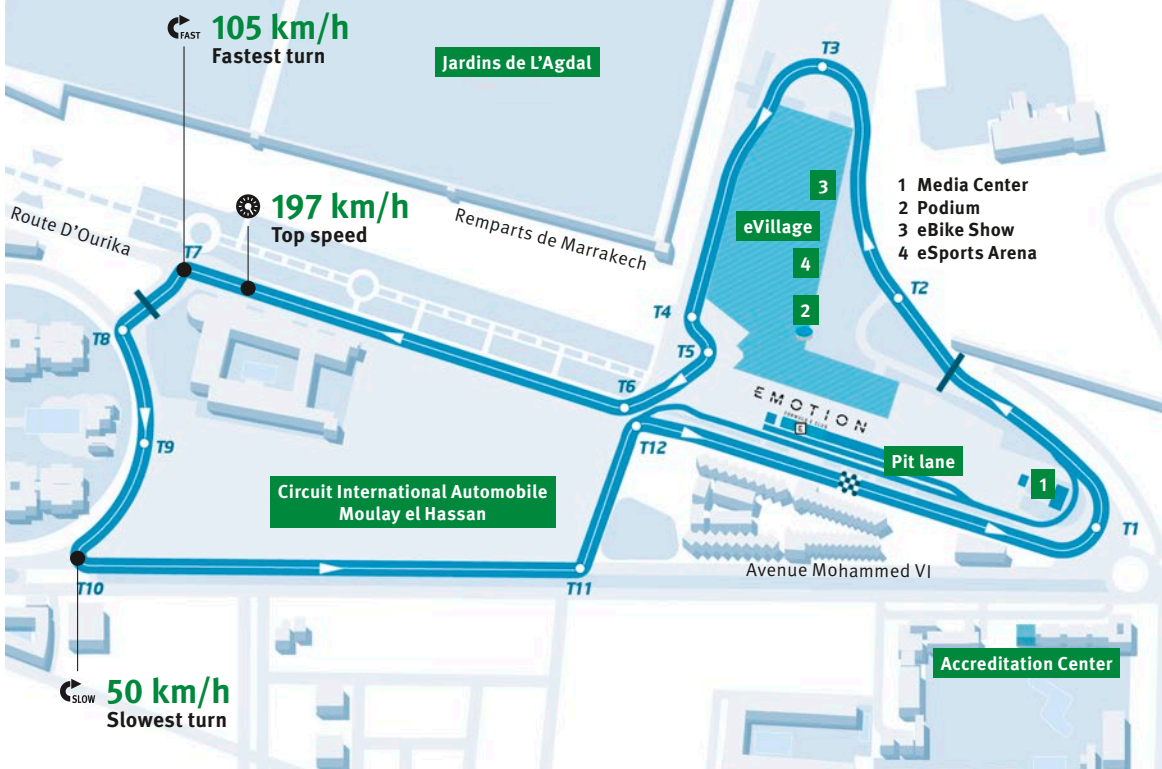 FAST 105 km/h
Fastest turn
Jardins de L'Agdal
T3
1 Media Center
2 Podium
3 eBike Show
4 eSports Arena
3
eVillage
4
2
197 km/h
Top speed
Remparts de Marrakech
Route D'Ourika
T7
T8
T9
T4
T5
T6
T2
EMOTION
FORMULA E CLUB
E
T12
Pit lane
1
T1
Circuit International Automobile
Moulay el Hassan
Avenue Mohammed VI
T10
T11
SLOW 50 km/h
Slowest turn
Accreditation Center